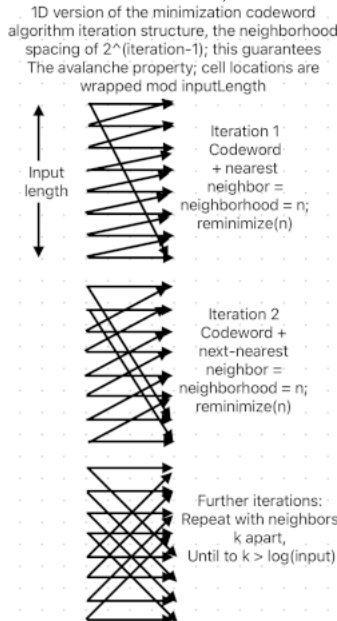 1D version of the minimization codeword
algorithm iteration structure, the neighborhood
spacing of 2^(iteration-1); this guarantees
The avalanche property; cell locations are
wrapped mod inputLength
Iteration 1
Codeword
+ nearest
neighbor =
neighborhood = n;
reminimize(n)
Input
length
Iteration 2
Codeword +
next-nearest
neighbor =
neighborhood = n;
reminimize(n)
Further iterations:
Repeat with neighbors
k apart,
Until to k > log(input)